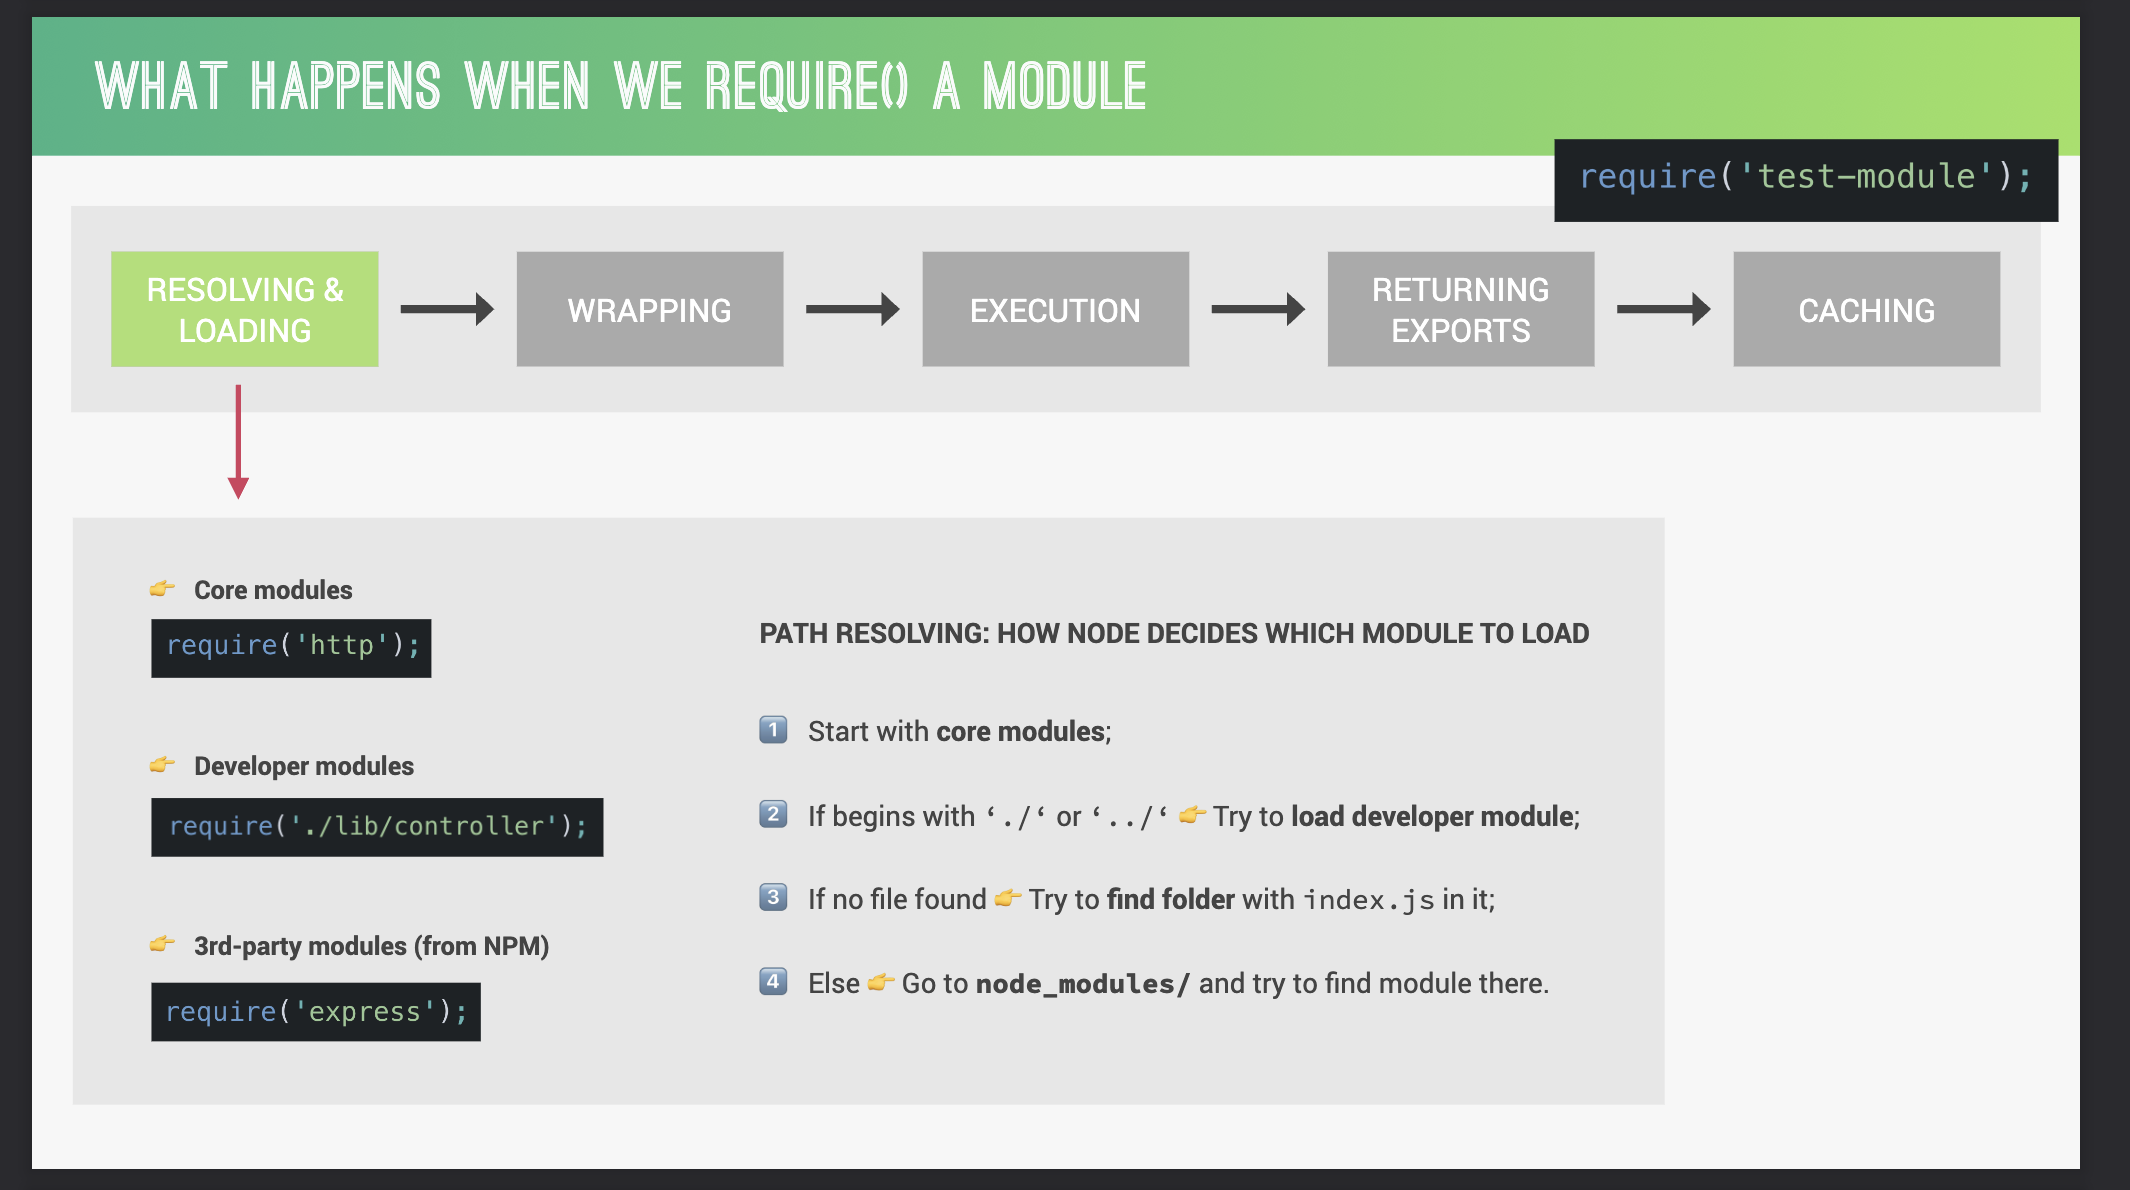 WHAT HAPPENS WHEN WE REQUIRE() A MODULE
require('test-module');
RESOLVING &
LOADING
WRAPPING
EXECUTION
RETURNING
EXPORTS
CACHING
👉 Core modules
require('http');
👉 Developer modules
require('./lib/controller');
👉 3rd-party modules (from NPM)
require('express');
PATH RESOLVING: HOW NODE DECIDES WHICH MODULE TO LOAD
1️⃣ Start with core modules;
2️⃣ If begins with ‘./‘ or ‘../‘ 👉 Try to load developer module;
3️⃣ If no file found 👉 Try to find folder with index.js in it;
4️⃣ Else 👉 Go to node_modules/ and try to find module there.